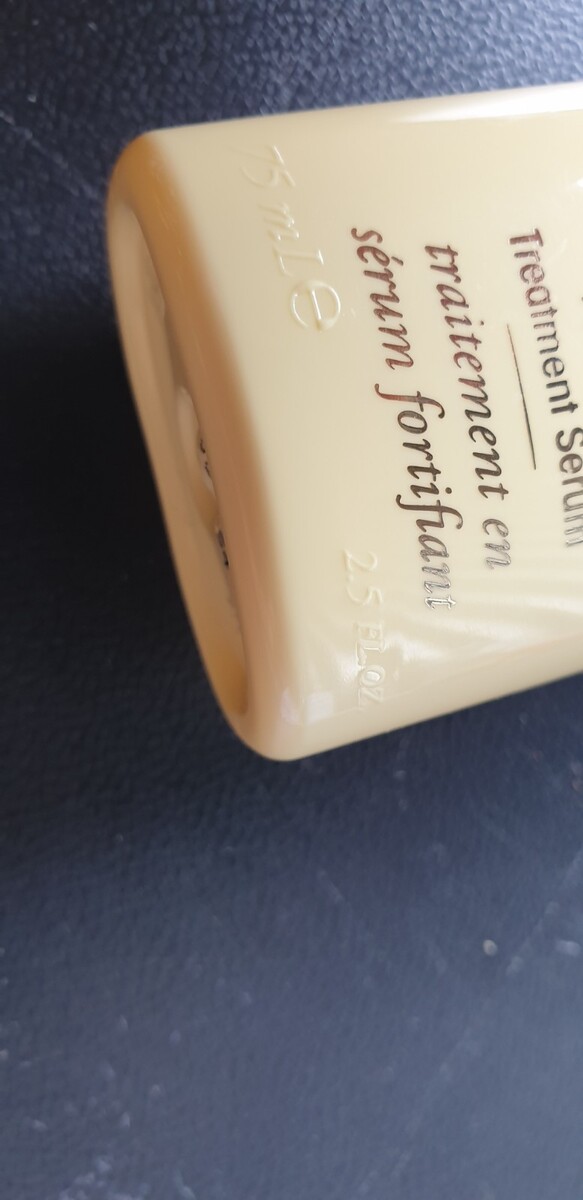 Treatment Serum
traitement en
sérum fortifiant
75 mL ℮
2.5 FL.OZ.